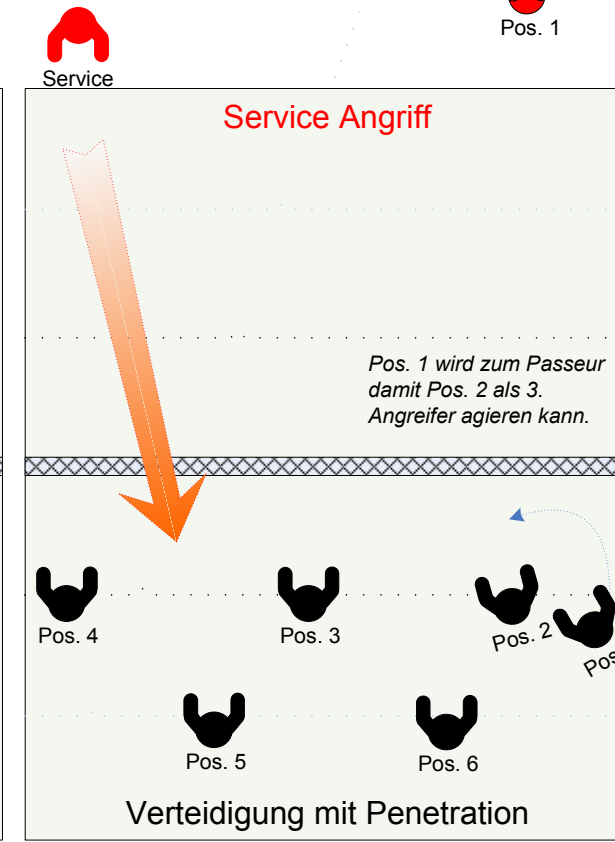 Pos. 1
Service
Service Angriff
Pos. 1 wird zum Passeur
damit Pos. 2 als 3.
Angreifer agieren kann.
Pos. 4
Pos. 3
Pos. 2
Pos
Pos. 5
Pos. 6
Verteidigung mit Penetration